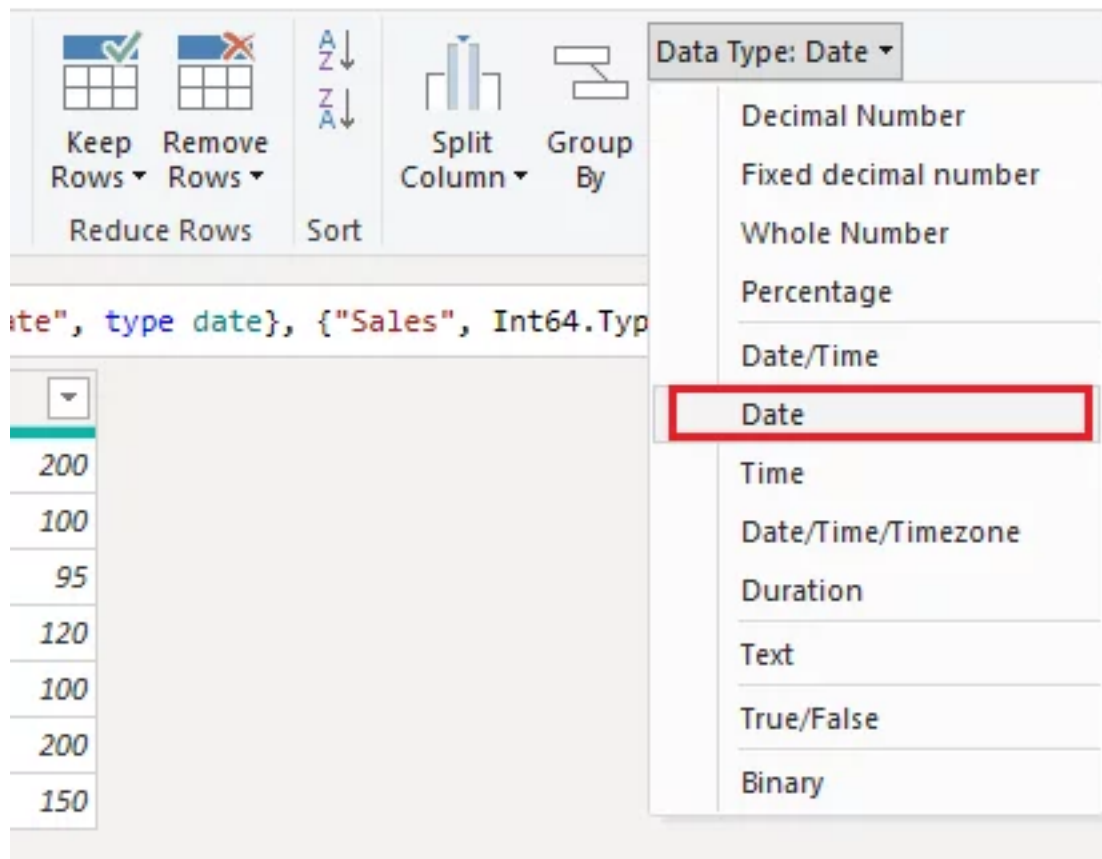 Data Type: Date
Keep Rows
Remove Rows
A
Z
Z
A
Split Column
Group By
Reduce Rows
Sort
Decimal Number
Fixed decimal number
Whole Number
Percentage
Date/Time
Date
Time
Date/Time/Timezone
Duration
Text
True/False
Binary
ate", type date}, {"Sales", Int64.Typ
200
100
95
120
100
200
150